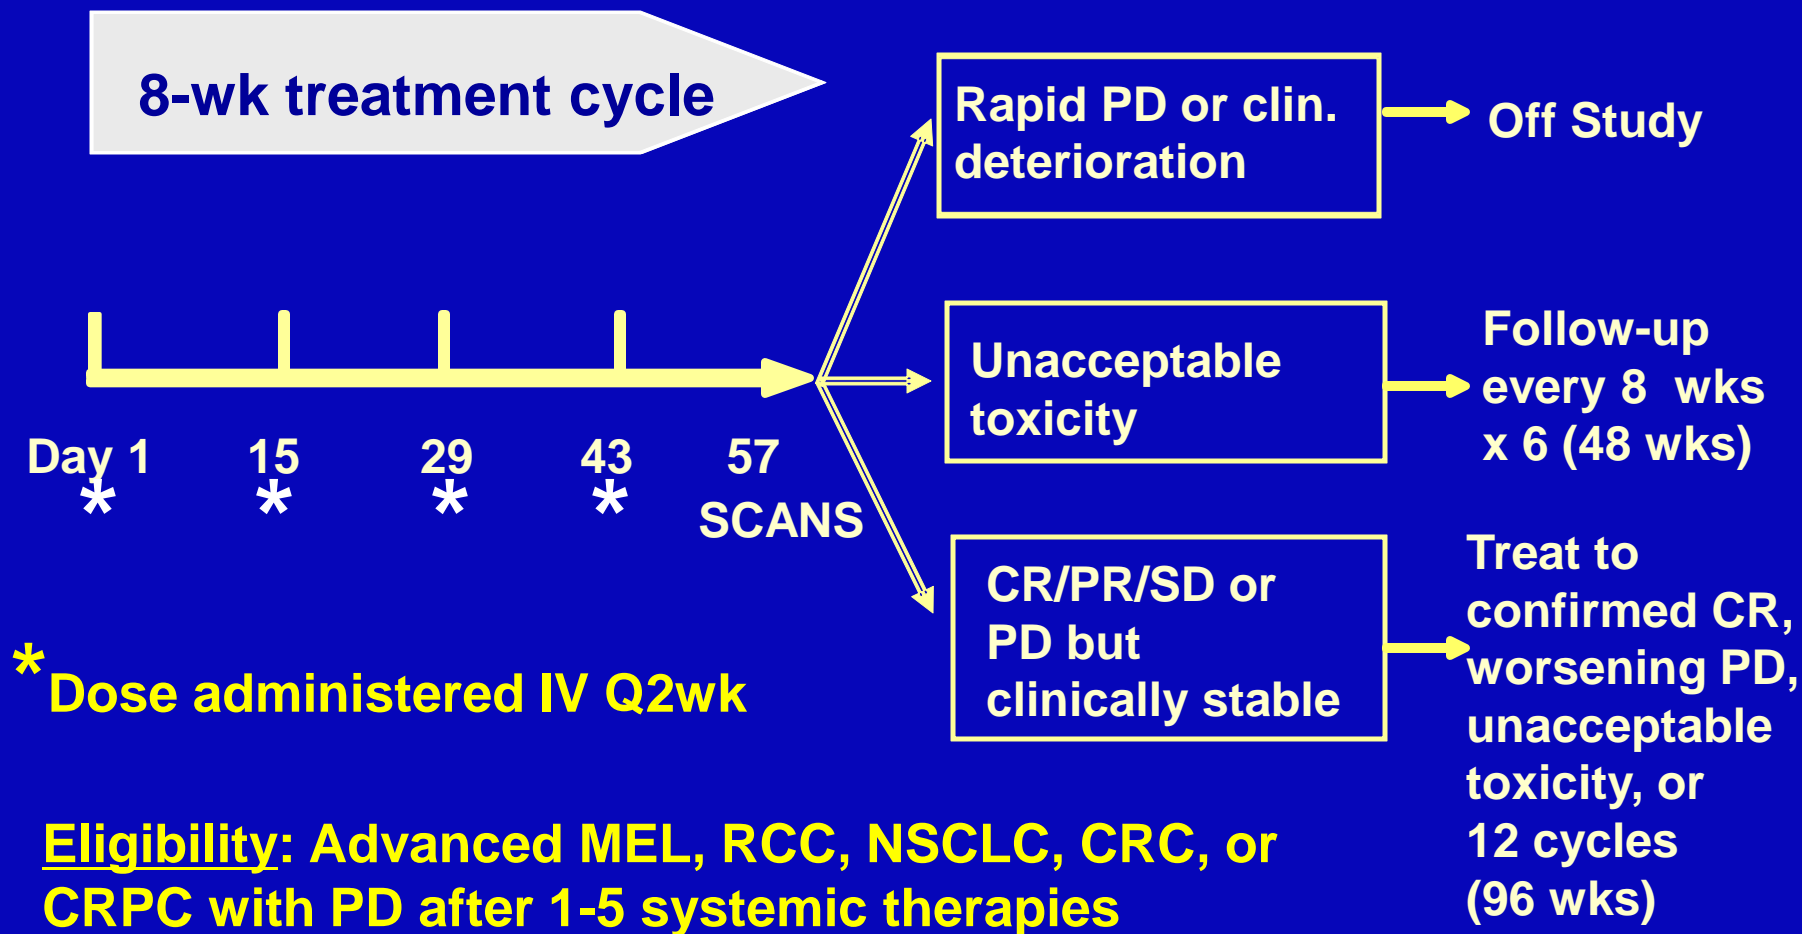 8-wk treatment cycle
Rapid PD or clin.
deterioration
Off Study
Unacceptable
toxicity
Follow-up
every 8 wks
x 6 (48 wks)
Day 1 15 29 43 57
* * * *
SCANS
CR/PR/SD or
PD but
clinically stable
Treat to
confirmed CR,
worsening PD,
unacceptable
toxicity, or
12 cycles
(96 wks)
*Dose administered IV Q2wk
Eligibility: Advanced MEL, RCC, NSCLC, CRC, or
CRPC with PD after 1-5 systemic therapies